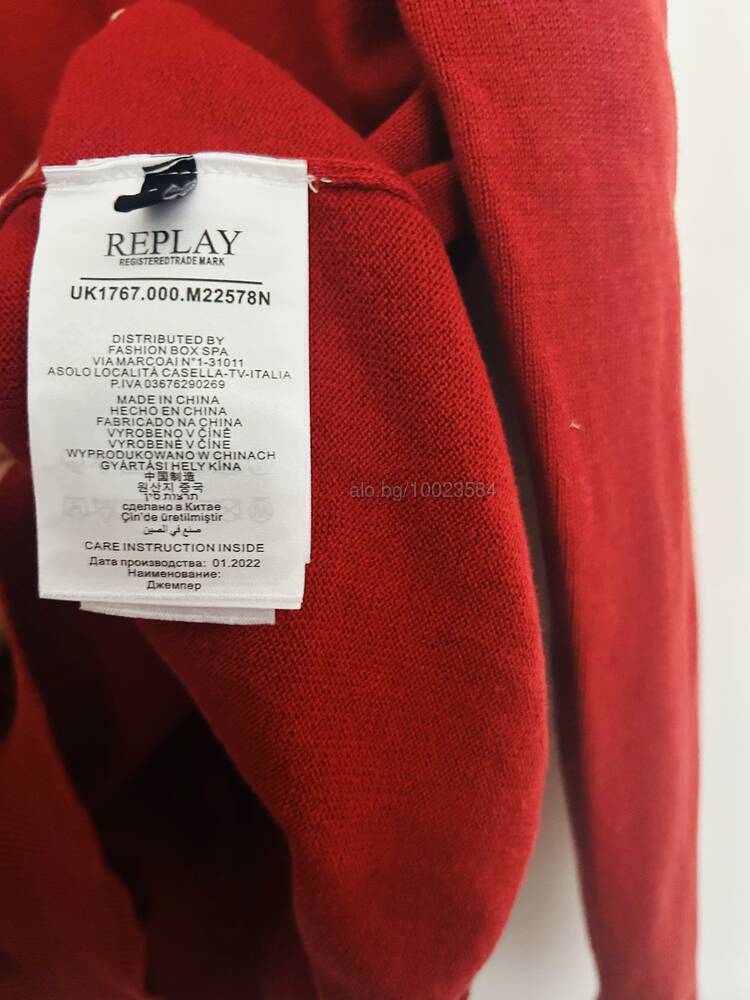 REPLAY
REGISTEREDTRADEMARK
UK1767.000.M22578N
DISTRIBUTED BY
FASHION BOX SPA
VIA MARCOAI N°1-31011
ASOLO LOCALITÀ CASELLA-TV-ITALIA
P.IVA 03676290269
MADE IN CHINA
HECHO EN CHINA
FABRICADO NA CHINA
VYROBENO V ČÍNĚ
VYROBENÉ V ČÍNE
WYPRODUKOWANO W CHINACH
GYÁRTÁSI HELY KÍNA
中国制造
원산지 중국
תרצות סין
сделано в Китае
Çin'de üretilmiştir
صنع في الصين
CARE INSTRUCTION INSIDE
Дата производства: 01.2022
Наименование:
Джемпер
alo.bg/10023584